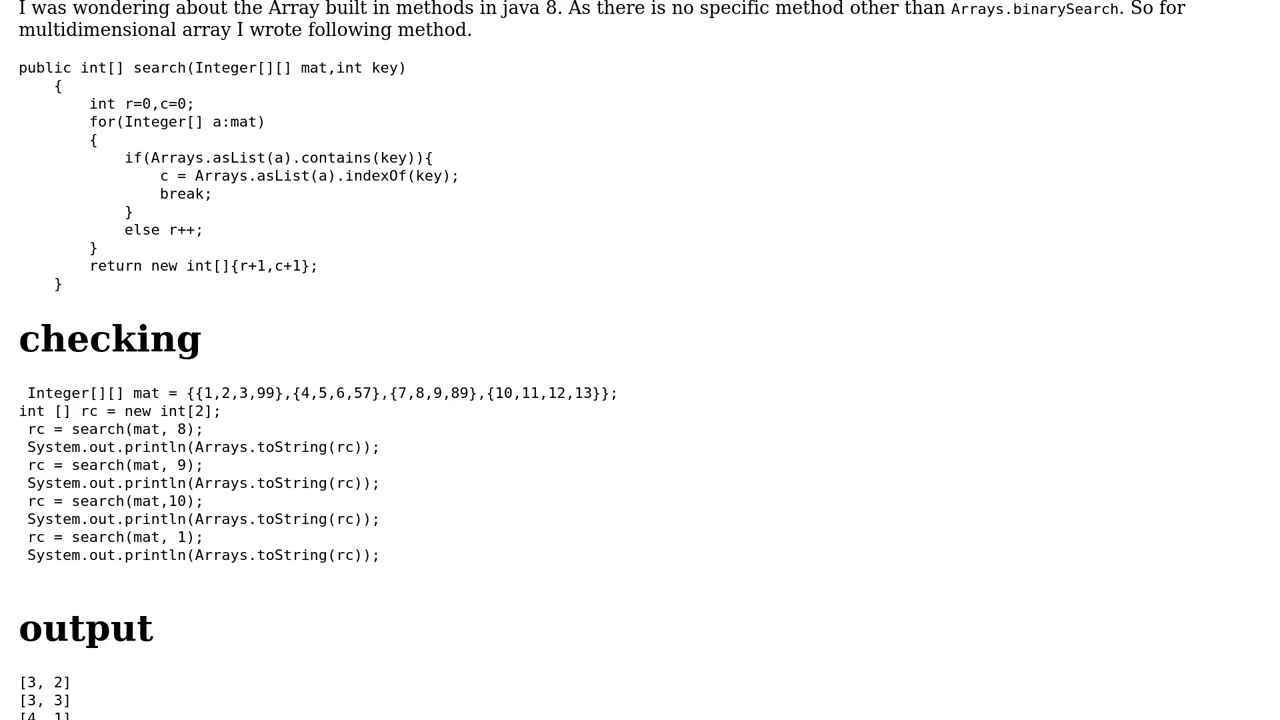 I was wondering about the Array built in methods in java 8. As there is no specific method other than Arrays.binarySearch. So for
multidimensional array I wrote following method.
public int[] search(Integer[][] mat,int key)
    {
        int r=0,c=0;
        for(Integer[] a:mat)
        {
            if(Arrays.asList(a).contains(key)){
                c = Arrays.asList(a).indexOf(key);
                break;
            }
            else r++;
        }
        return new int[]{r+1,c+1};
    }
checking
 Integer[][] mat = {{1,2,3,99},{4,5,6,57},{7,8,9,89},{10,11,12,13}};
int [] rc = new int[2];
 rc = search(mat, 8);
 System.out.println(Arrays.toString(rc));
 rc = search(mat, 9);
 System.out.println(Arrays.toString(rc));
 rc = search(mat,10);
 System.out.println(Arrays.toString(rc));
 rc = search(mat, 1);
 System.out.println(Arrays.toString(rc));
output
[3, 2]
[3, 3]
[4, 1]